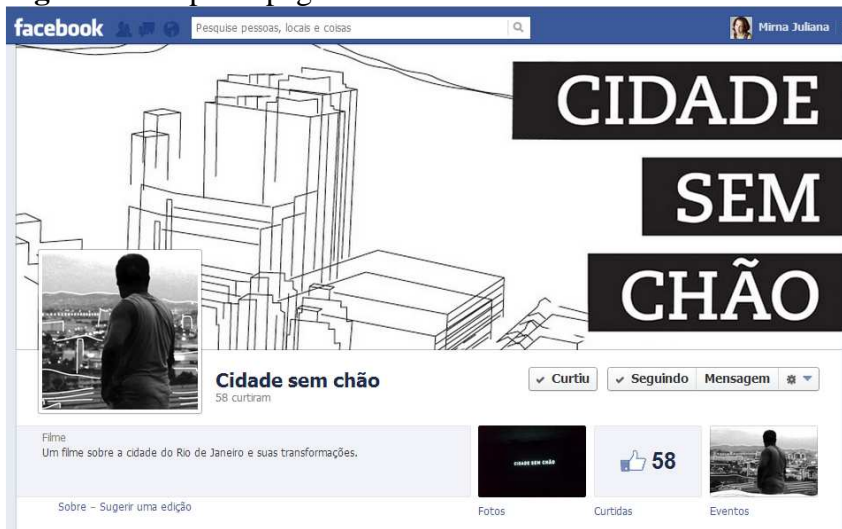 facebook
Pesquise pessoas, locais e coisas
Mirna Juliana
CIDADE
SEM
CHÃO
Cidade sem chão
58 curtiram
Curtiu
Seguindo
Mensagem
Filme
Um filme sobre a cidade do Rio de Janeiro e suas transformações.
CIDADE SEM CHÃO
58
Sobre - Sugerir uma edição
Fotos
Curtidas
Eventos